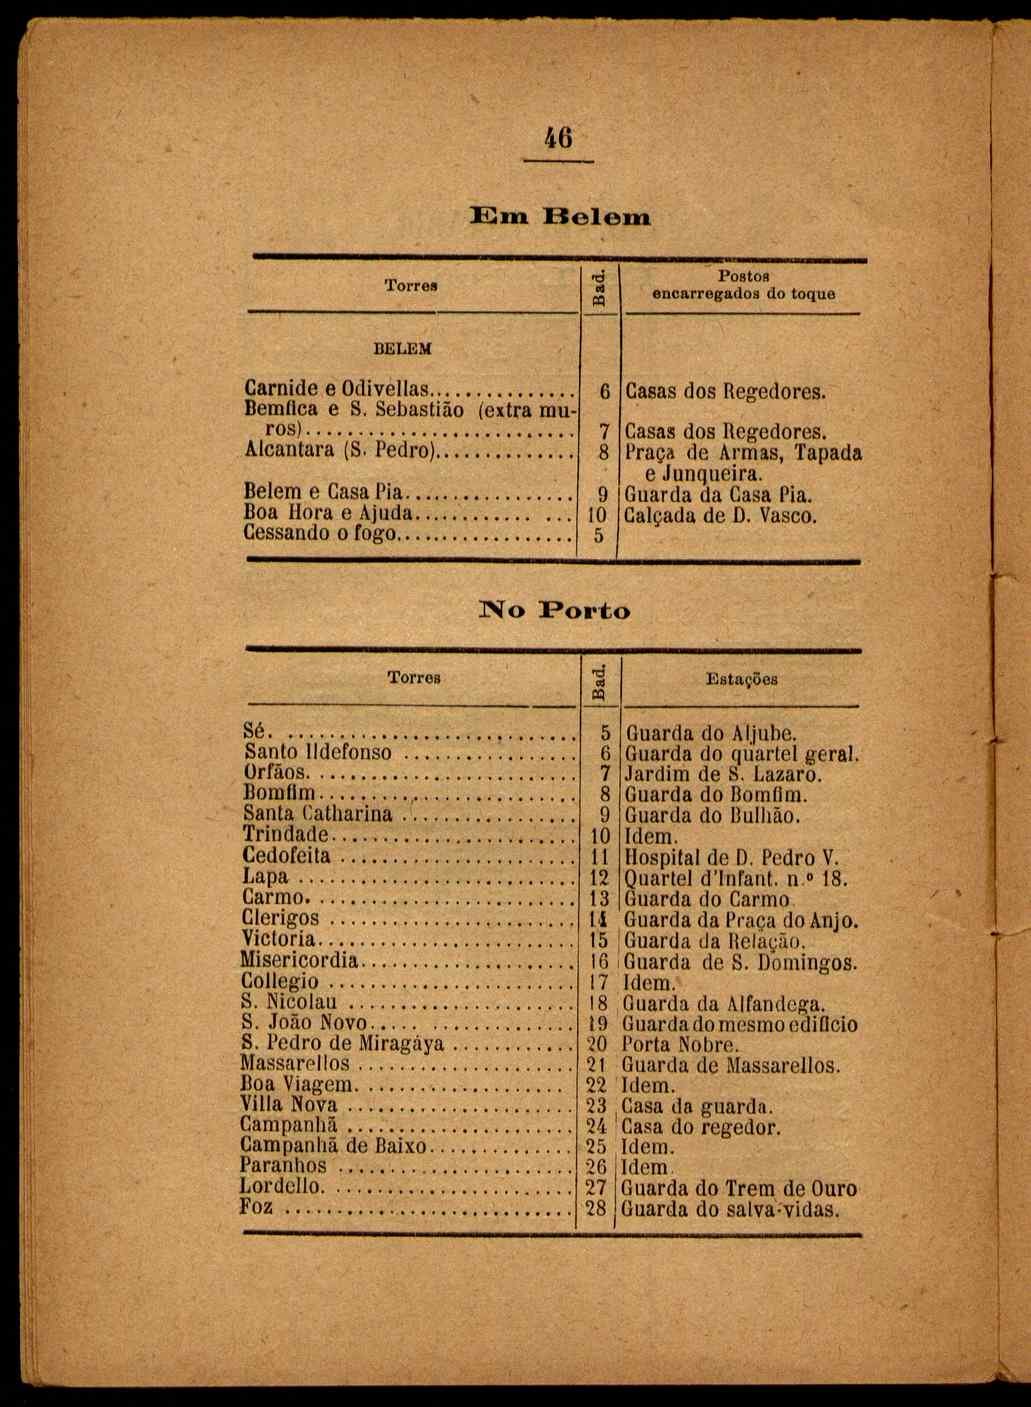 46
Em Belem
Torres Bad. Postos
encarregados do toque
BELEM
Carnide e Odivellas............... 6 Casas dos Regedores.
Bemfica e S. Sebastião (extra mu-
ros)........................... 7 Casas dos Regedores.
Alcantara (S. Pedro).............. 8 Praça de Armas, Tapada
e Junqueira.
Belem e Casa Pia................. 9 Guarda da Casa Pia.
Boa Hora e Ajuda............ ... 10 Calçada de D. Vasco.
Cessando o fogo.................. 5
No Porto
Torres Bad. Estações
Sé. ............................. 5 Guarda do Aljube.
Santo Ildefonso ................. 6 Guarda do quartel geral.
Orfãos. .......................... 7 Jardim de S. Lazaro.
Bomfim.......................... 8 Guarda do Bomfim.
Santa Catharina ................. 9 Guarda do Bulhão.
Trindade........................ 10 Idem.
Cedofeita ....................... 11 Hospital de D. Pedro V.
Lapa ........................... 12 Quartel d'Infant. n.º 18.
Carmo. ......................... 13 Guarda do Carmo
Clerigos ........................ 14 Guarda da Praça do Anjo.
Victoria......................... 15 Guarda da Relação.
Misericordia..................... 16 Guarda de S. Domingos.
Collegio ........................ 17 Idem.
S. Nicolau ...................... 18 Guarda da Alfandega.
S. João Novo..... .............. 19 Guarda do mesmo edificio
S. Pedro de Miragáya ............ 20 Porta Nobre.
Massarellos ..................... 21 Guarda de Massarellos.
Boa Viagem. .................... 22 Idem.
Villa Nova ...................... 23 Casa da guarda.
Campanhã ...................... 24 Casa do regedor.
Campanhã de Baixo.............. 25 Idem.
Paranhos ....................... 26 Idem
Lordello. ........................ 27 Guarda do Trem de Ouro
Foz ............................ 28 Guarda do salva-vidas.